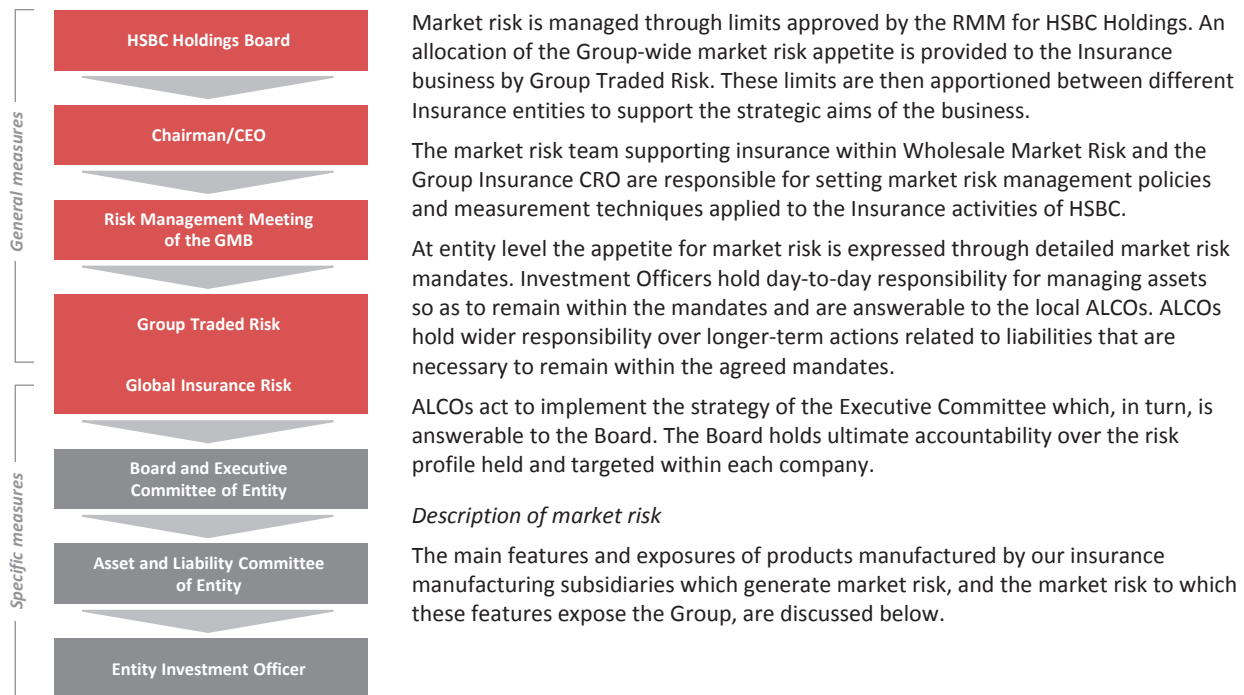 General measures
Specific measures
HSBC Holdings Board
Chairman/CEO
Risk Management Meeting
of the GMB
Group Traded Risk
Global Insurance Risk
Board and Executive
Committee of Entity
Asset and Liability Committee
of Entity
Entity Investment Officer
Market risk is managed through limits approved by the RMM for HSBC Holdings. An
allocation of the Group-wide market risk appetite is provided to the Insurance
business by Group Traded Risk. These limits are then apportioned between different
Insurance entities to support the strategic aims of the business.
The market risk team supporting insurance within Wholesale Market Risk and the
Group Insurance CRO are responsible for setting market risk management policies
and measurement techniques applied to the Insurance activities of HSBC.
At entity level the appetite for market risk is expressed through detailed market risk
mandates. Investment Officers hold day-to-day responsibility for managing assets
so as to remain within the mandates and are answerable to the local ALCOs. ALCOs
hold wider responsibility over longer-term actions related to liabilities that are
necessary to remain within the agreed mandates.
ALCOs act to implement the strategy of the Executive Committee which, in turn, is
answerable to the Board. The Board holds ultimate accountability over the risk
profile held and targeted within each company.
Description of market risk
The main features and exposures of products manufactured by our insurance
manufacturing subsidiaries which generate market risk, and the market risk to which
these features expose the Group, are discussed below.